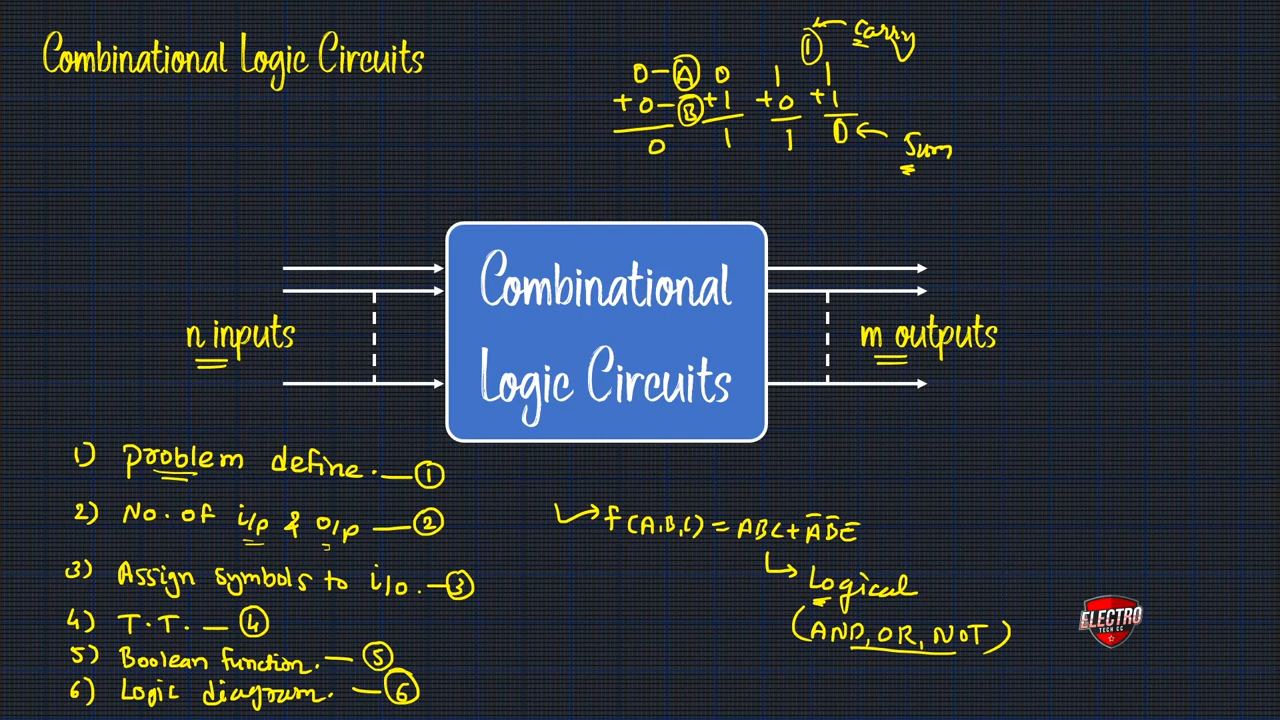 Combinational Logic Circuits
1 ← Carry
0 – A 0 1 1
+ 0 – B + 1 + 0 + 1
0 1 1 0 ← Sum
Combinational
Logic Circuits
n inputs
m outputs
1) Problem define. — 1
2) No. of i/p & o/p — 2
3) Assign symbols to i/o. — 3
4) T.T. — 4
5) Boolean function. — 5
6) Logic diagram. — 6
f(A,B,C) = ABC + A̅B̅C̅
Logical
(AND, OR, NOT)
ELECTRO
TECH CC